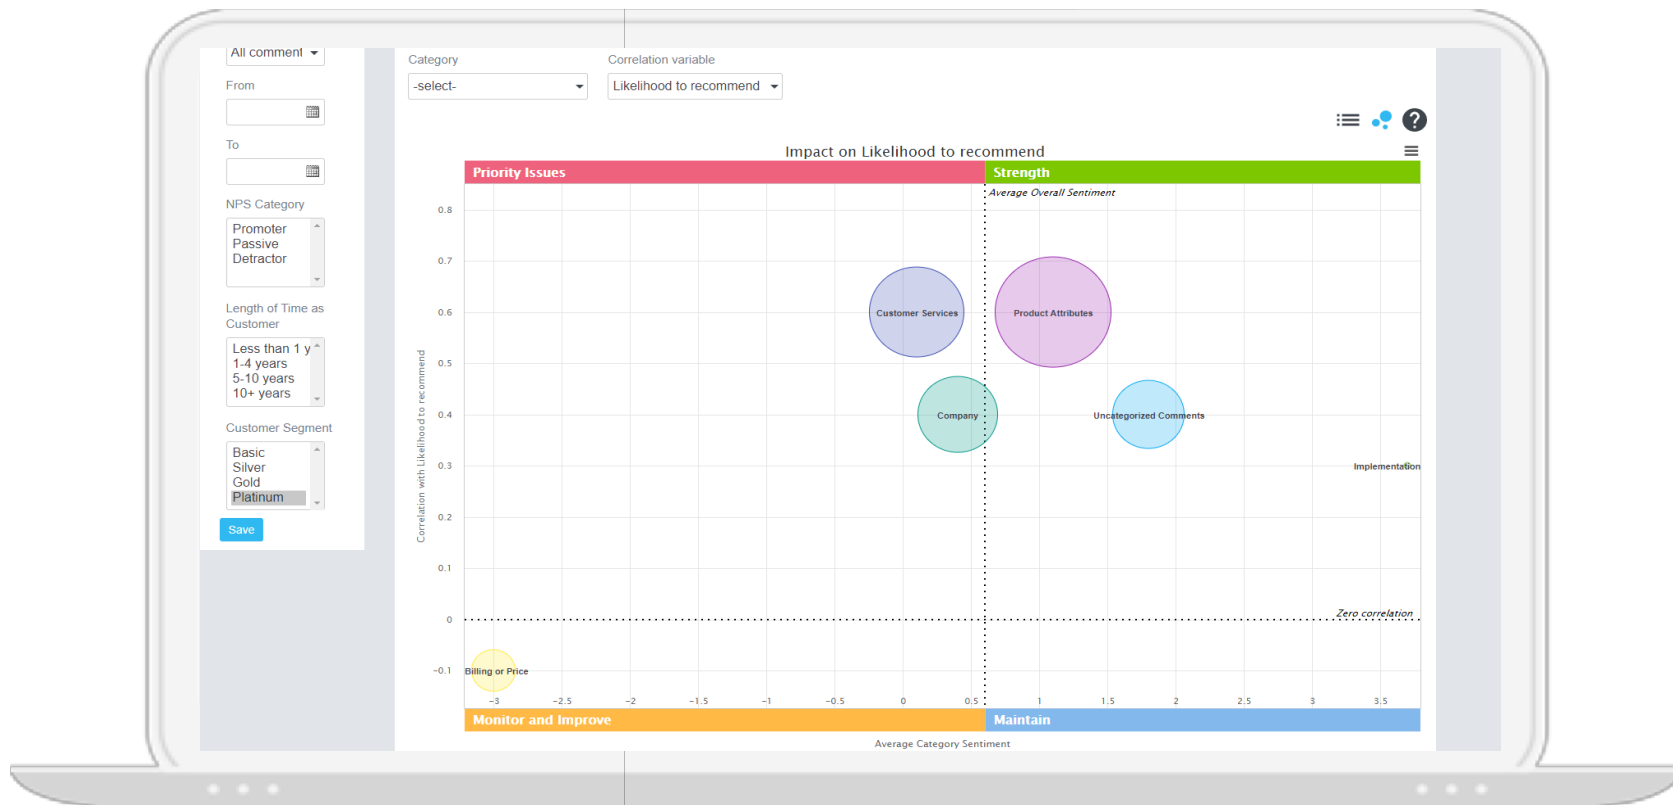 All comment
From
To
NPS Category
Promoter
Passive
Detractor
Length of Time as
Customer
Less than 1 y
1-4 years
5-10 years
10+ years
Customer Segment
Basic
Silver
Gold
Platinum
Save
Category
Correlation variable
-select-
Likelihood to recommend
?
Impact on Likelihood to recommend
Priority Issues
Strength
Average Overall Sentiment
0.8
0.7
0.6
0.5
0.4
0.3
0.2
0.1
0
-0.1
Correlation with Likelihood to recommend
Customer Services
Product Attributes
Company
Uncategorized Comments
Implementation
Zero correlation
Billing or Price
-3 -2.5 -2 -1.5 -1 -0.5 0 0.5 1 1.5 2 2.5 3 3.5
Monitor and Improve
Maintain
Average Category Sentiment